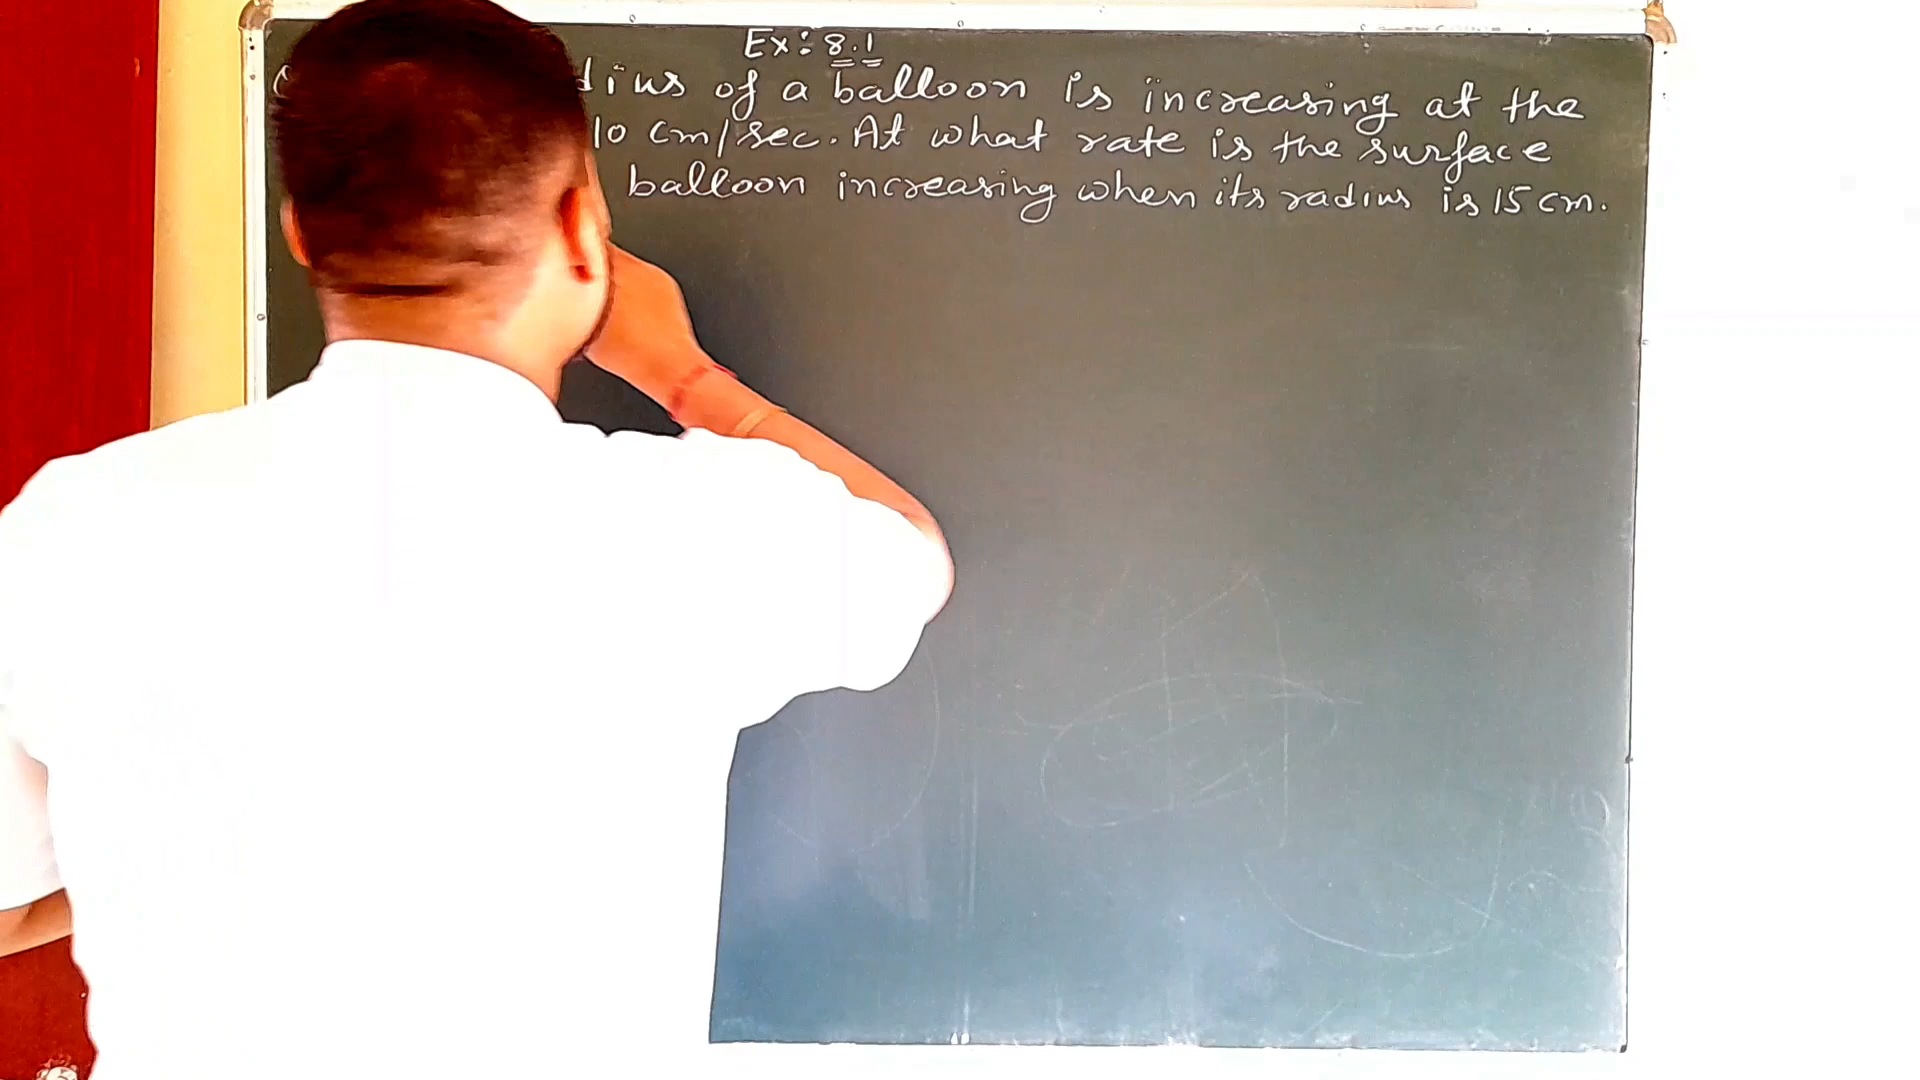 Ex: 8.1
dius of a balloon is increasing at the
10 cm/sec. At what rate is the surface
balloon increasing when its radius is 15 cm.